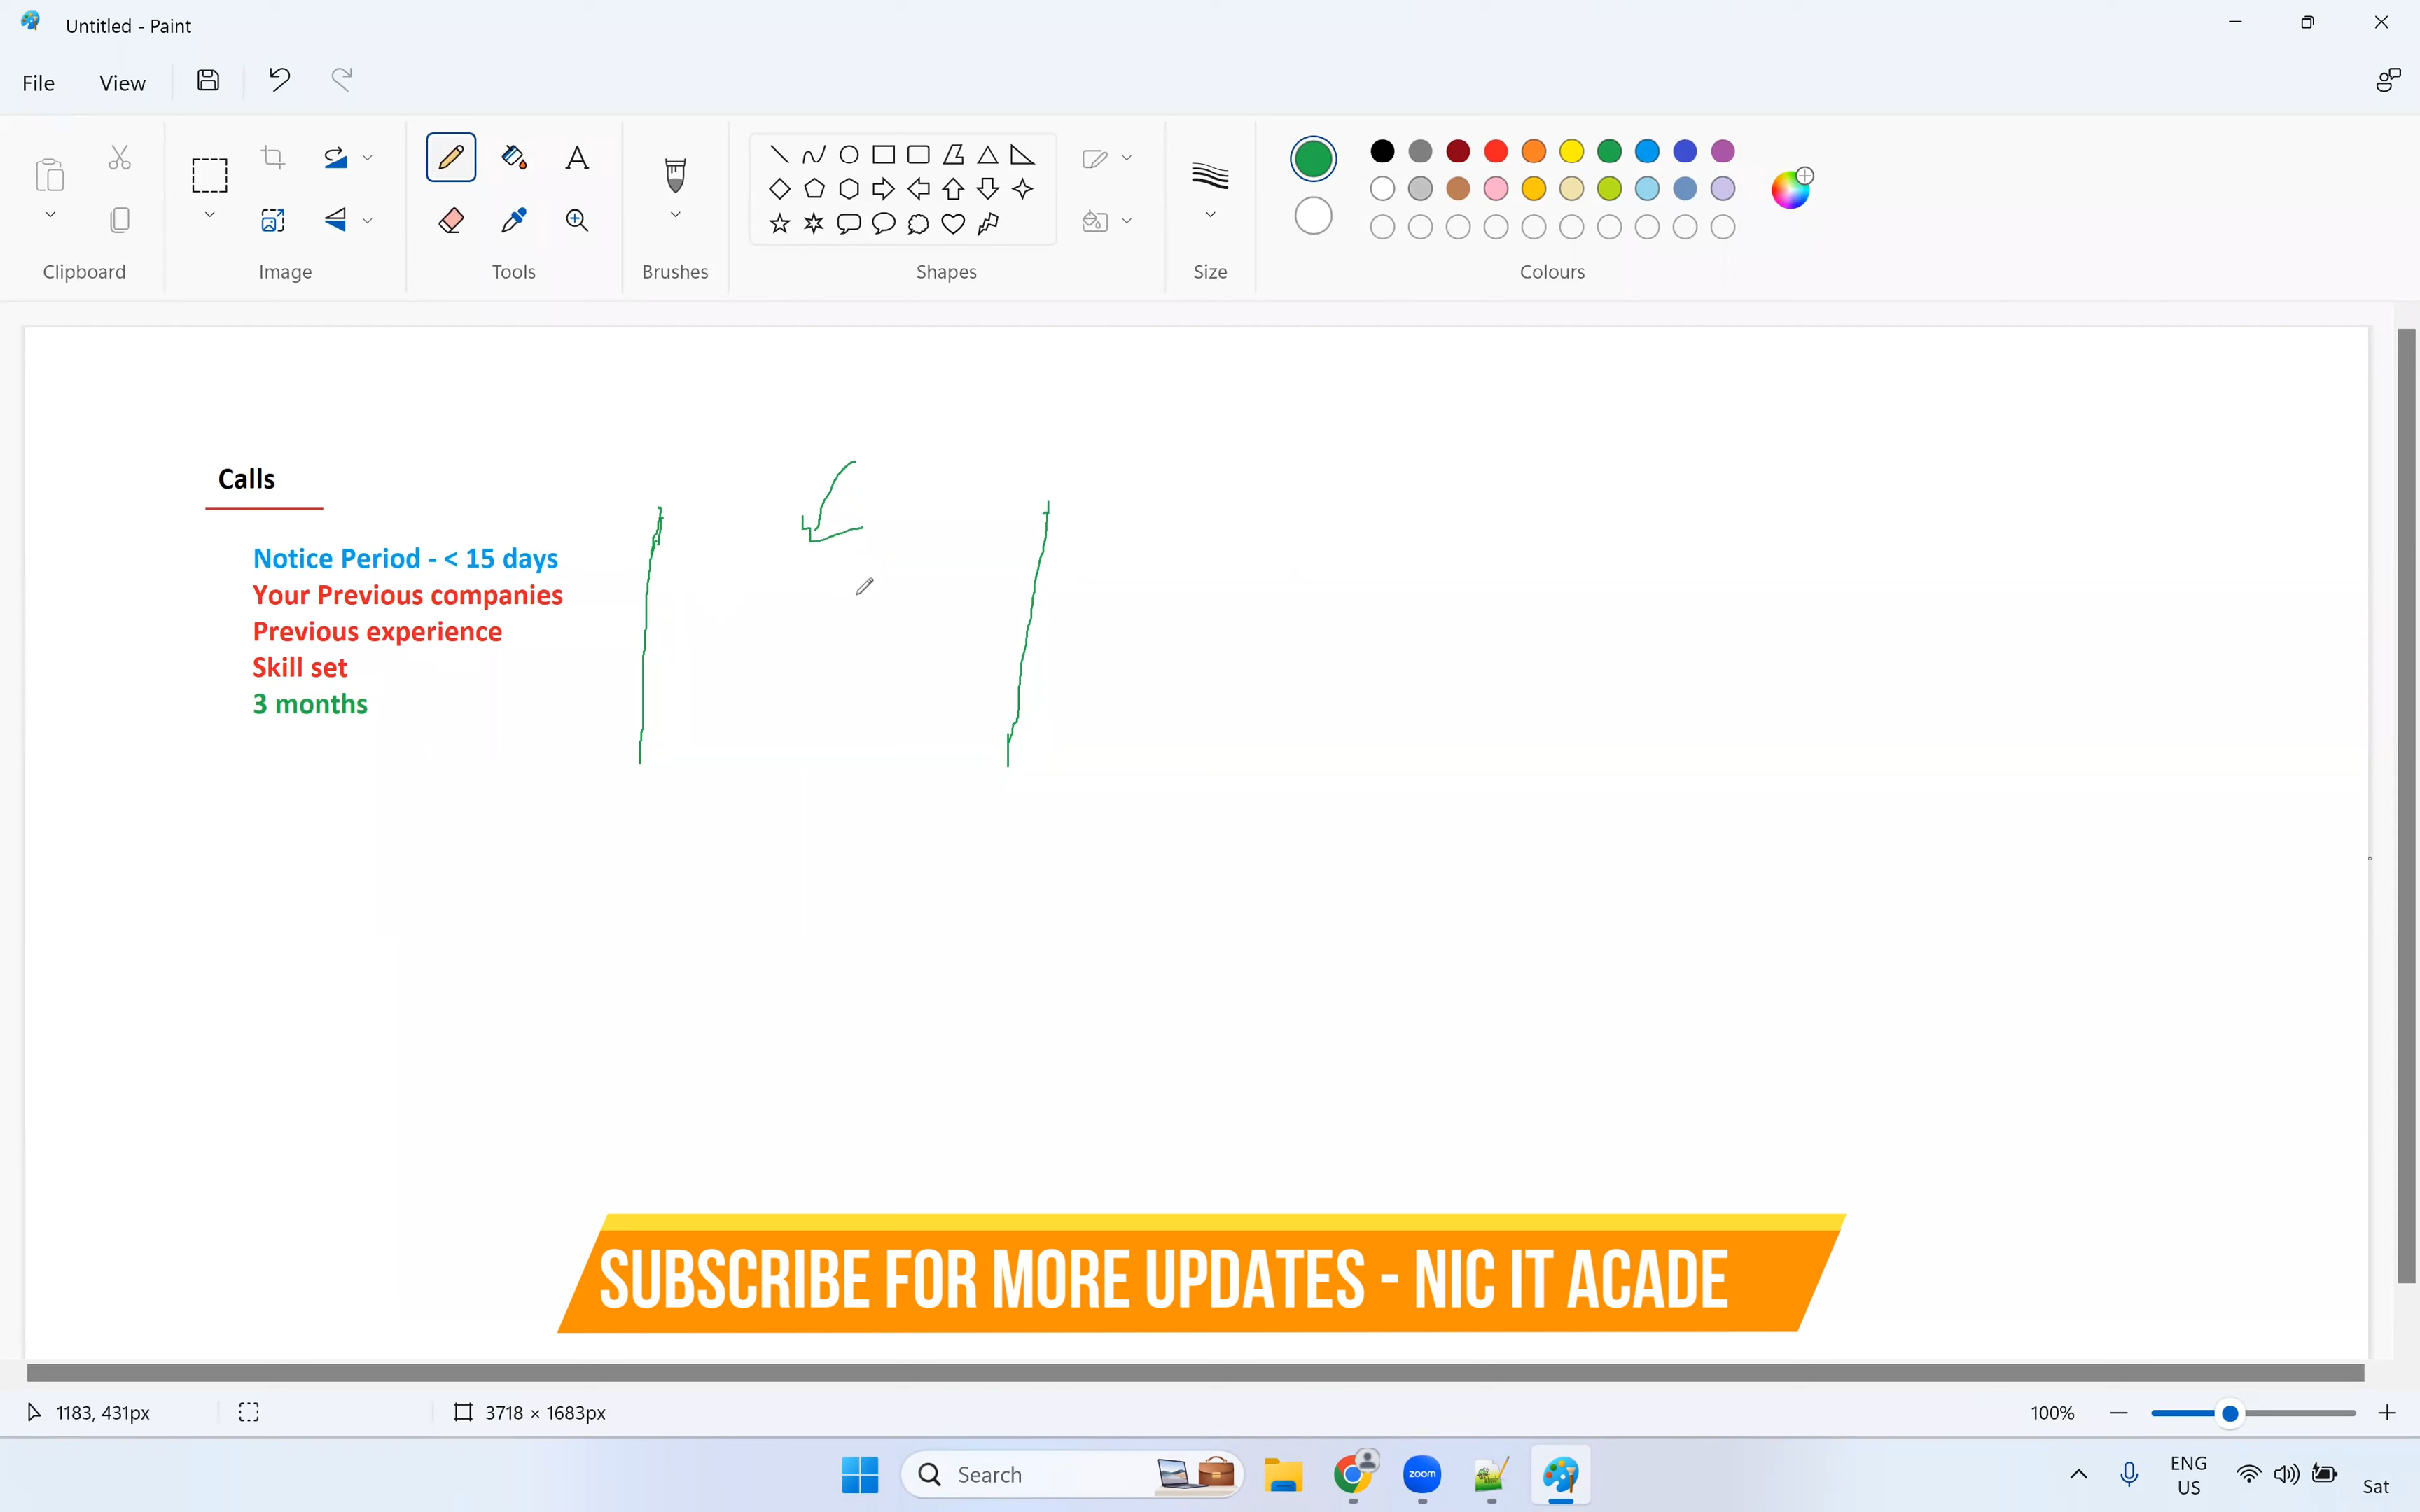 Untitled - Paint
File View
Clipboard Image Tools Brushes Shapes Size Colours
Calls
Notice Period - < 15 days
Your Previous companies
Previous experience
Skill set
3 months
SUBSCRIBE FOR MORE UPDATES - NIC IT ACADE
1183, 431px 3718 × 1683px 100%
Search zoom ENG
US
Sat